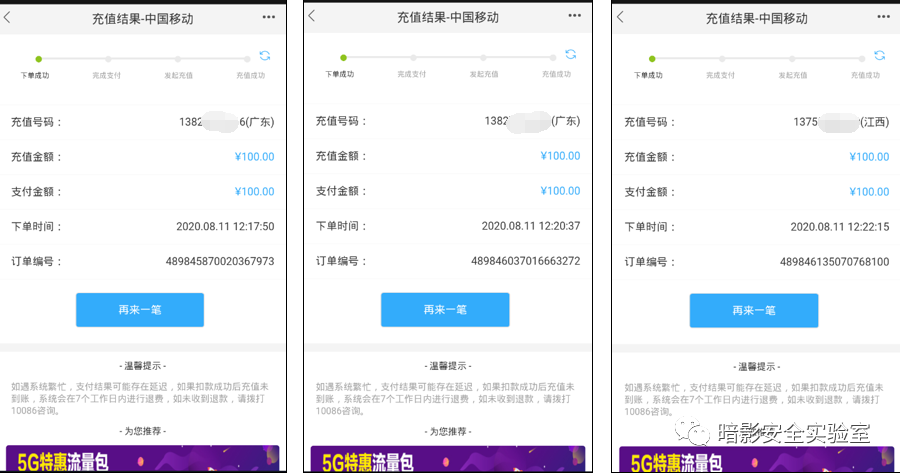 充值结果-中国移动
下单成功 完成支付 发起充值 充值成功
充值号码： 1382 6(广东)
充值金额： ¥100.00
支付金额： ¥100.00
下单时间： 2020.08.11 12:17:50
订单编号： 489845870020367973
再来一笔
- 温馨提示 -
如遇系统繁忙，支付结果可能存在延迟，如果扣款成功后充值未
到账，系统会在7个工作日内进行退费，如未收到退款，请拨打
10086咨询。
- 为您推荐 -
5G特惠流量包
充值结果-中国移动
下单成功 完成支付 发起充值 充值成功
充值号码： 1382 (广东)
充值金额： ¥100.00
支付金额： ¥100.00
下单时间： 2020.08.11 12:20:37
订单编号： 489846037016663272
再来一笔
- 温馨提示 -
如遇系统繁忙，支付结果可能存在延迟，如果扣款成功后充值未
到账，系统会在7个工作日内进行退费，如未收到退款，请拨打
10086咨询。
- 为您推荐 -
5G特惠流量包
充值结果-中国移动
下单成功 完成支付 发起充值 充值成功
充值号码： 1375 (江西)
充值金额： ¥100.00
支付金额： ¥100.00
下单时间： 2020.08.11 12:22:15
订单编号： 489846135070768100
再来一笔
- 温馨提示 -
如遇系统繁忙，支付结果可能存在延迟，如果扣款成功后充值未
到账，系统会在7个工作日内进行退费，如未收到退款，请拨打
10086咨询。
暗影安全实验室
5G特惠流量包